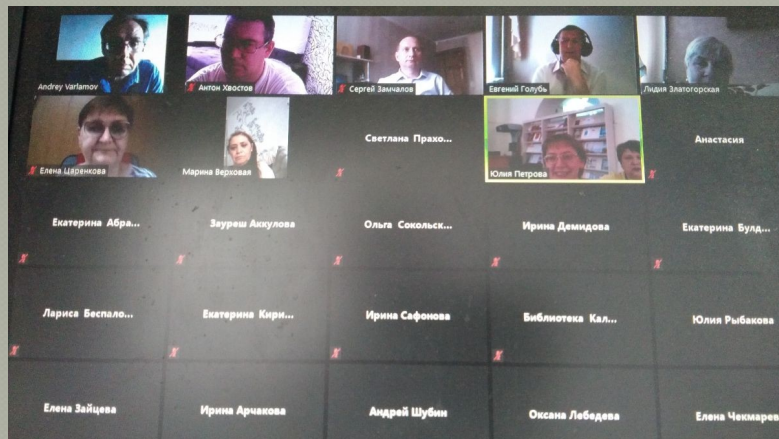 Andrey Varlamov
Антон Хвостов
Сергей Замчалов
Евгений Голубь
Лидия Златогорская
Елена Царенкова
Марина Верховая
Светлана Прахо...
Юлия Петрова
Анастасия
Екатерина Абра...
Зауреш Аккулова
Ольга Сокольск...
Ирина Демидова
Екатерина Булд...
Лариса Беспало...
Екатерина Кири...
Ирина Сафонова
Библиотека Кал...
Юлия Рыбакова
Елена Зайцева
Ирина Арчакова
Андрей Шубин
Оксана Лебедева
Елена Чекмарев